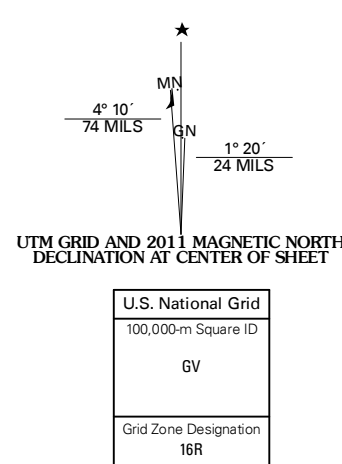 ★
MN
4° 10´
74 MILS
GN
1° 20´
24 MILS
UTM GRID AND 2011 MAGNETIC NORTH
DECLINATION AT CENTER OF SHEET
U.S. National Grid
100,000-m Square ID
GV
Grid Zone Designation
16R